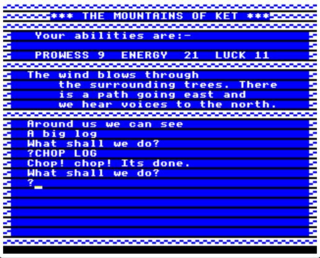 *** THE MOUNTAINS OF KET ***
Your abilities are:-
PROWESS 9 ENERGY 21 LUCK 11
The wind blows through
the surrounding trees. There
is a path going east and
we hear voices to the north.
Around us we can see
A big log
What shall we do?
?CHOP LOG
Chop! chop! Its done.
What shall we do?
?